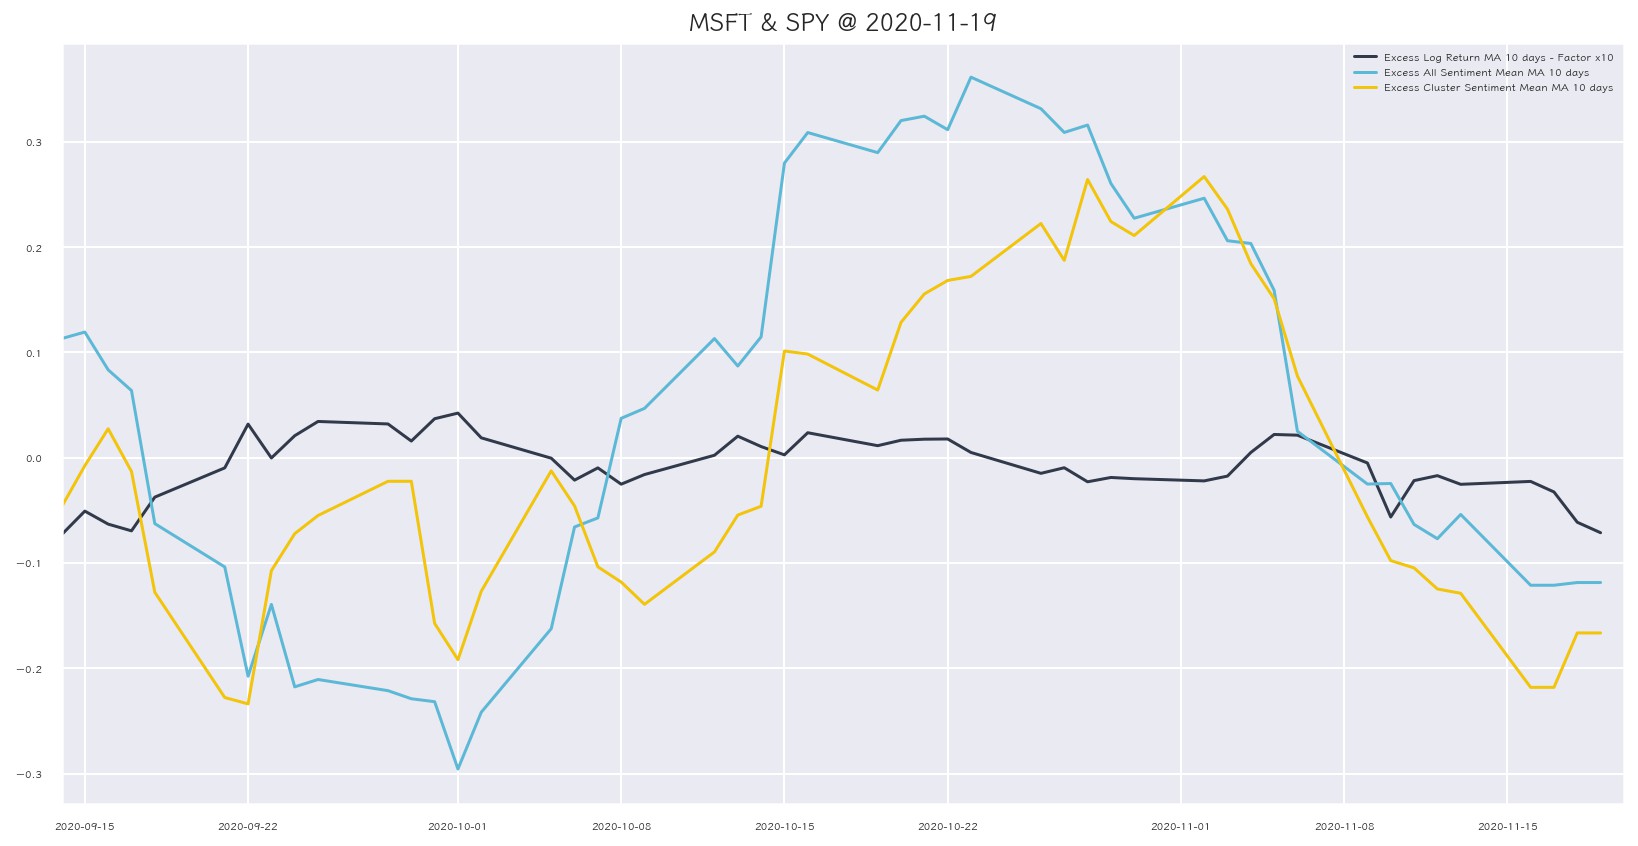 MSFT & SPY @ 2020-11-19
Excess Log Return MA 10 days - Factor x10
Excess All Sentiment Mean MA 10 days
Excess Cluster Sentiment Mean MA 10 days
0.3
0.2
0.1
0.0
−0.1
−0.2
−0.3
2020-09-15 2020-09-22 2020-10-01 2020-10-08 2020-10-15 2020-10-22 2020-11-01 2020-11-08 2020-11-15